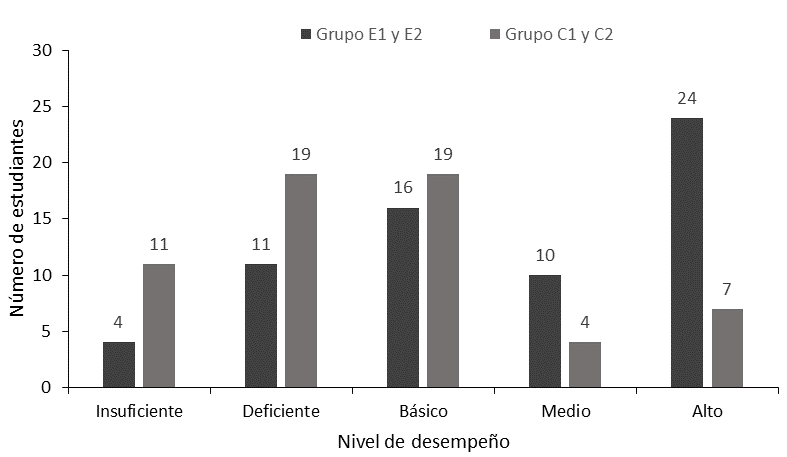 Grupo E1 y E2 Grupo C1 y C2
Número de estudiantes
30
25
20
15
10
5
0
4 11 11 19 16 19 10 4 24 7
Insuficiente Deficiente Básico Medio Alto
Nivel de desempeño